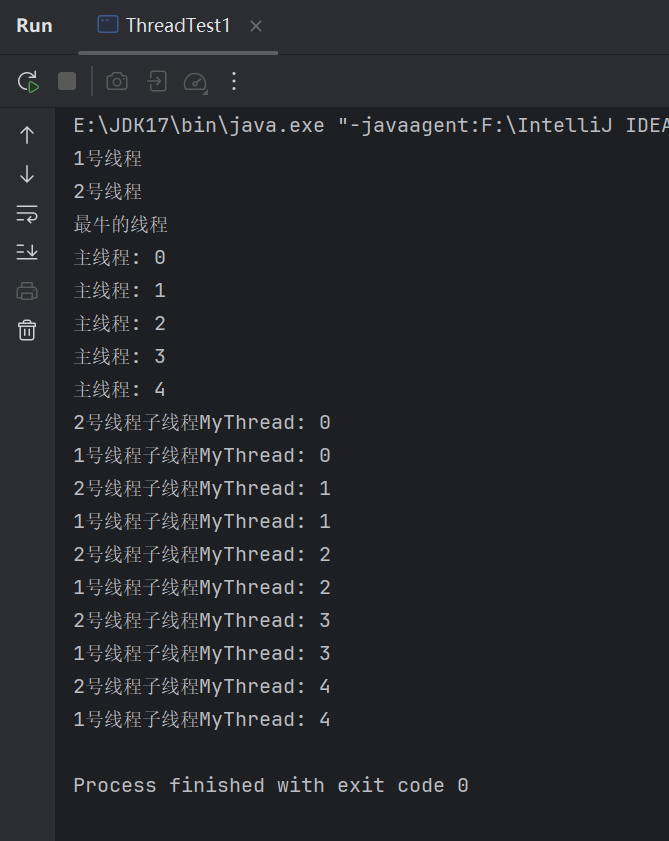 Run ThreadTest1
E:\JDK17\bin\java.exe "-javaagent:F:\IntelliJ IDEA
1号线程
2号线程
最牛的线程
主线程: 0
主线程: 1
主线程: 2
主线程: 3
主线程: 4
2号线程子线程MyThread: 0
1号线程子线程MyThread: 0
2号线程子线程MyThread: 1
1号线程子线程MyThread: 1
2号线程子线程MyThread: 2
1号线程子线程MyThread: 2
2号线程子线程MyThread: 3
1号线程子线程MyThread: 3
2号线程子线程MyThread: 4
1号线程子线程MyThread: 4
Process finished with exit code 0